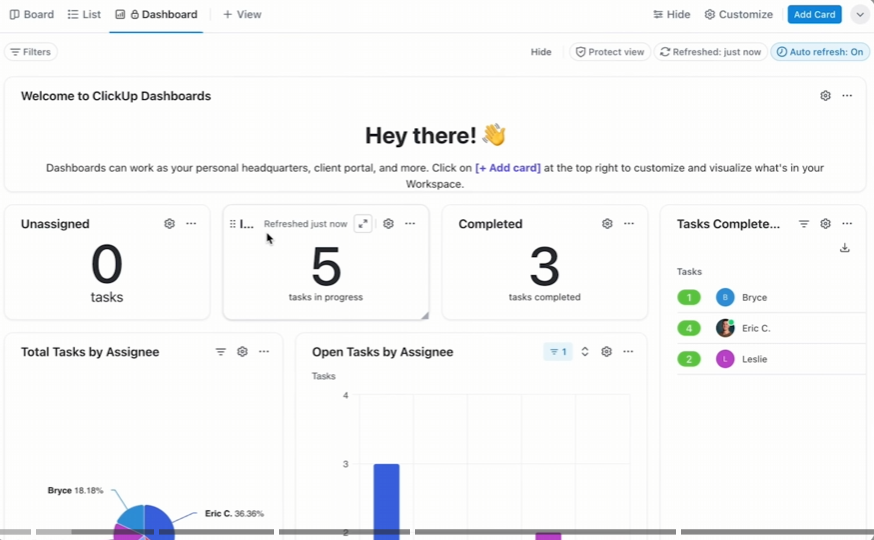 Board List Dashboard + View Hide Customize Add Card
Filters Hide Protect view Refreshed: just now Auto refresh: On
Welcome to ClickUp Dashboards
Hey there! 👋
Dashboards can work as your personal headquarters, client portal, and more. Click on [+ Add card] at the top right to customize and visualize what's in your
Workspace.
Unassigned
0
tasks
I... Refreshed just now
5
tasks in progress
Completed
3
tasks completed
Tasks Complete...
Tasks
1 B Bryce
4 Eric C.
2 L Leslie
Total Tasks by Assignee
Bryce 18.18%
Eric C. 36.36%
Open Tasks by Assignee 1
Tasks
4
3
2